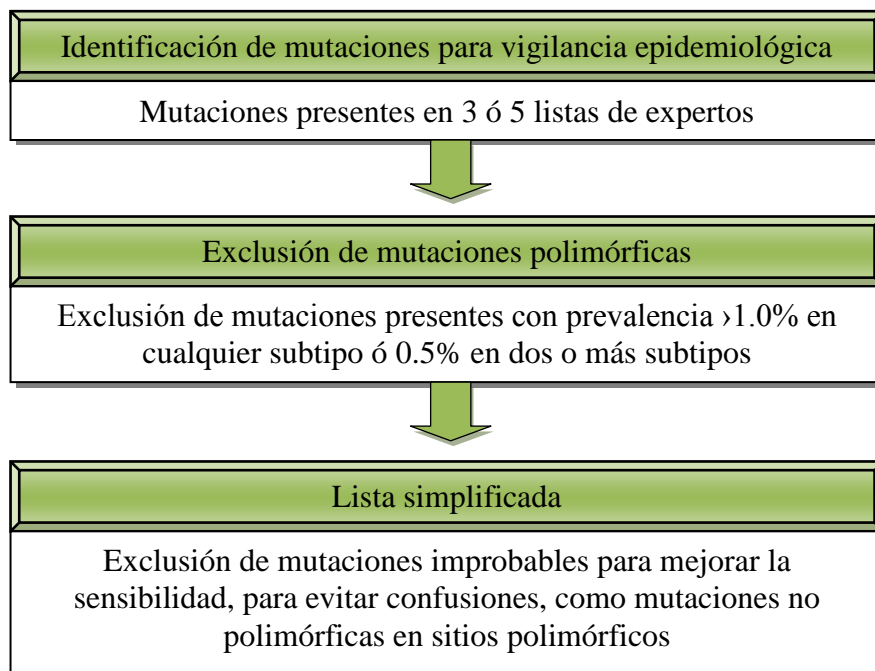 Identificación de mutaciones para vigilancia epidemiológica
Mutaciones presentes en 3 ó 5 listas de expertos
Exclusión de mutaciones polimórficas
Exclusión de mutaciones presentes con prevalencia ›1.0% en
cualquier subtipo ó 0.5% en dos o más subtipos
Lista simplificada
Exclusión de mutaciones improbables para mejorar la
sensibilidad, para evitar confusiones, como mutaciones no
polimórficas en sitios polimórficos